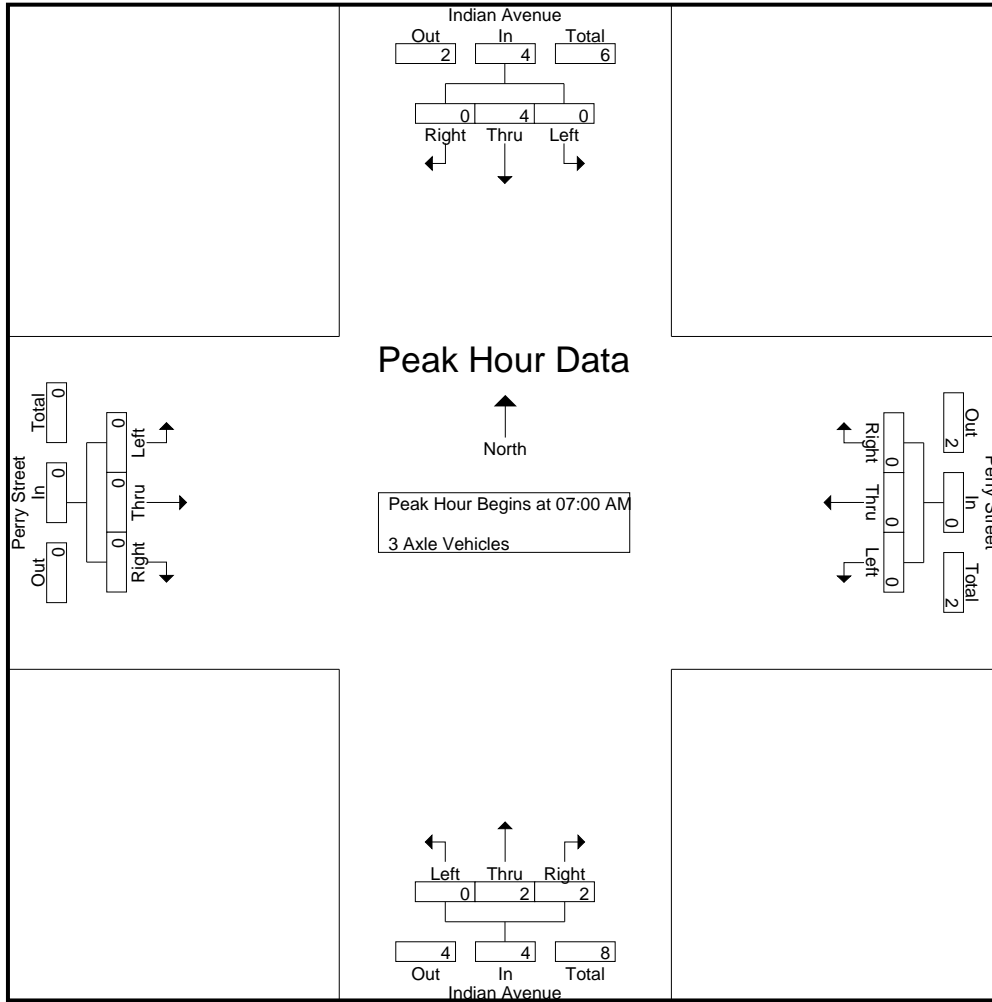 Indian Avenue
Out In Total
2 4 6
0 4 0
Right Thru Left
Peak Hour Data
North
Peak Hour Begins at 07:00 AM
3 Axle Vehicles
Perry Street
Total In Out
0 0 0
0 0 0
Left Thru Right
Right Thru Left
0 0 0
Out In Total
2 0 2
Perry Street
Left Thru Right
0 2 2
4 4 8
Out In Total
Indian Avenue